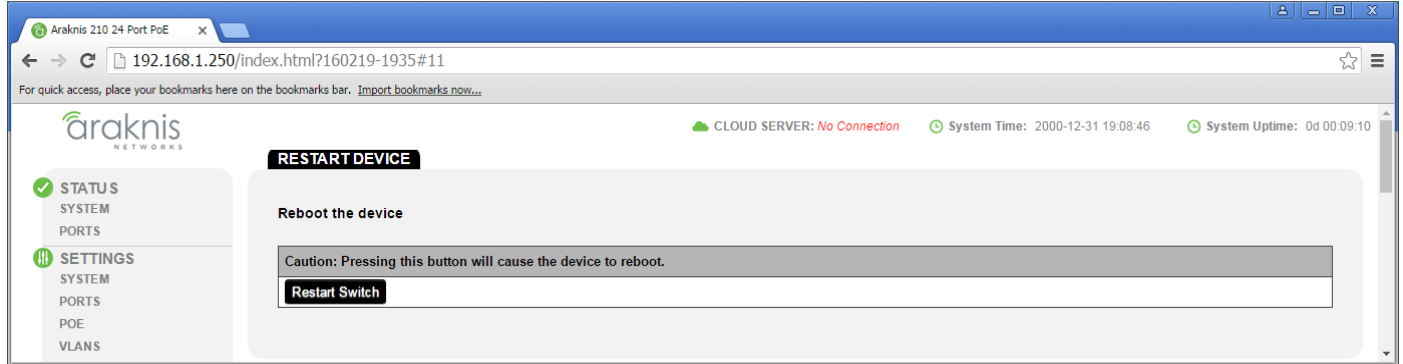 Araknis 210 24 Port PoE
192.168.1.250/index.html?160219-1935#11
For quick access, place your bookmarks here on the bookmarks bar. Import bookmarks now...
araknis
NETWORKS
CLOUD SERVER: No Connection System Time: 2000-12-31 19:08:46 System Uptime: 0d 00:09:10
RESTART DEVICE
STATUS
SYSTEM
PORTS
SETTINGS
SYSTEM
PORTS
POE
VLANS
Reboot the device
Caution: Pressing this button will cause the device to reboot.
Restart Switch